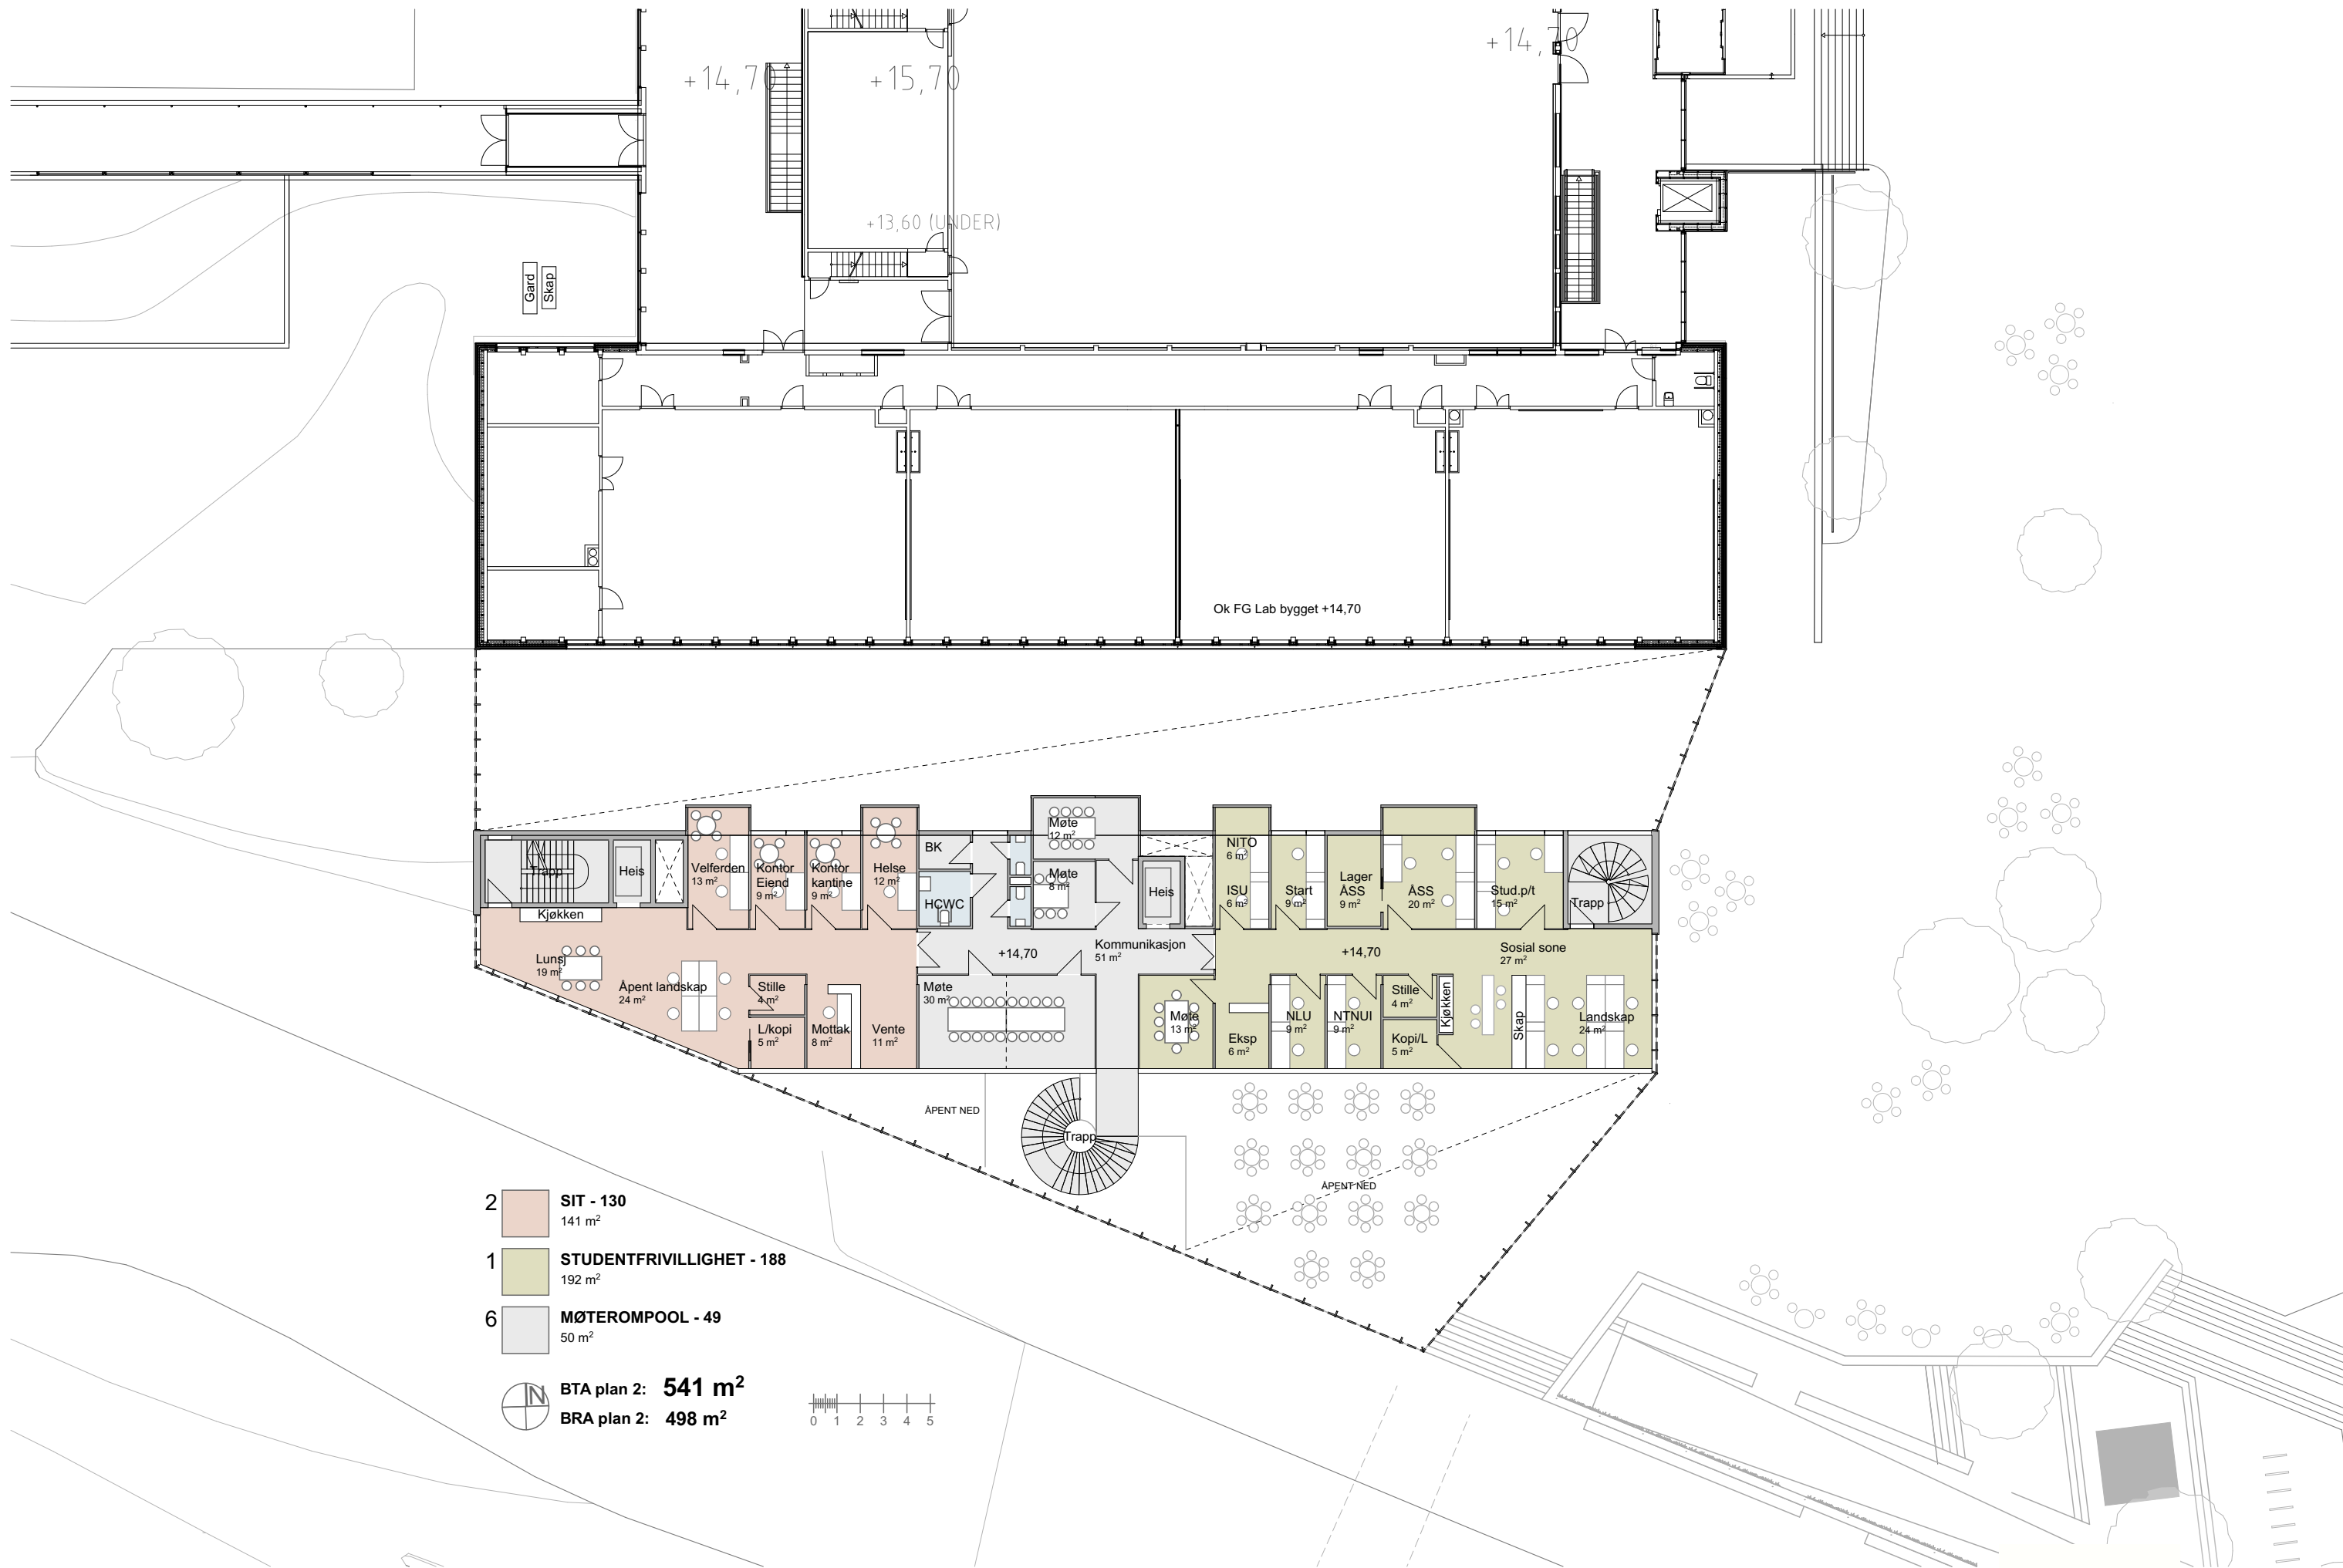 +14,70
+15,70
+14,70
+13,60 (UNDER)
Gard
Skap
Ok FG Lab bygget +14,70
Trapp
Heis
Kjøkken
Velferden
13 m²
Kontor
Eiend
9 m²
Kontor
kantine
9 m²
Helse
12 m²
BK
HCWC
Møte
12 m²
Møte
8 m²
Heis
NITO
6 m²
ISU
6 m²
Start
9 m²
Lager
ÅSS
9 m²
ÅSS
20 m²
Stud.p/t
15 m²
Trapp
Lunsj
19 m²
Åpent landskap
24 m²
Stille
4 m²
L/kopi
5 m²
Mottak
8 m²
Vente
11 m²
+14,70
Kommunikasjon
51 m²
Møte
30 m²
Møte
13 m²
+14,70
Eksp
6 m²
NLU
9 m²
NTNUI
9 m²
Stille
4 m²
Kopi/L
5 m²
Kjøkken
Sosial sone
27 m²
Skap
Landskap
24 m²
ÅPENT NED
Trapp
ÅPENT NED
2 SIT - 130
141 m²
1 STUDENTFRIVILLIGHET - 188
192 m²
6 MØTEROMPOOL - 49
50 m²
N
BTA plan 2: 541 m²
BRA plan 2: 498 m²
0 1 2 3 4 5